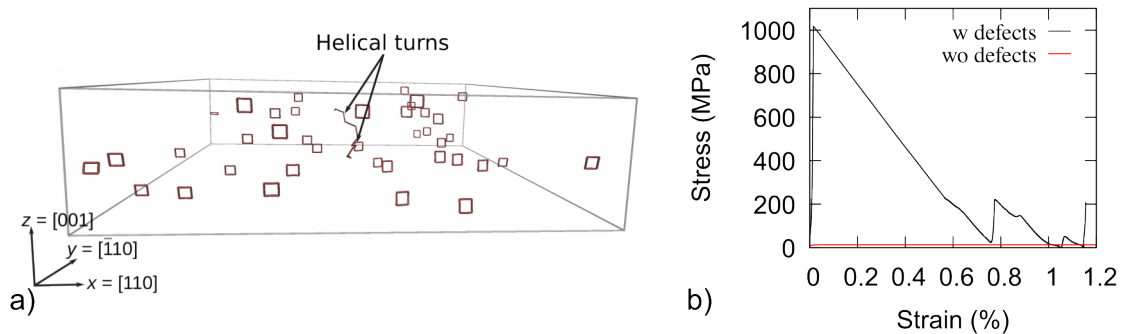 Helical turns
z = [001]
y = [1̄10]
x = [110]
a)
Stress (MPa)
1000
800
600
400
200
0
w defects
wo defects
0 0.2 0.4 0.6 0.8 1 1.2
Strain (%)
b)